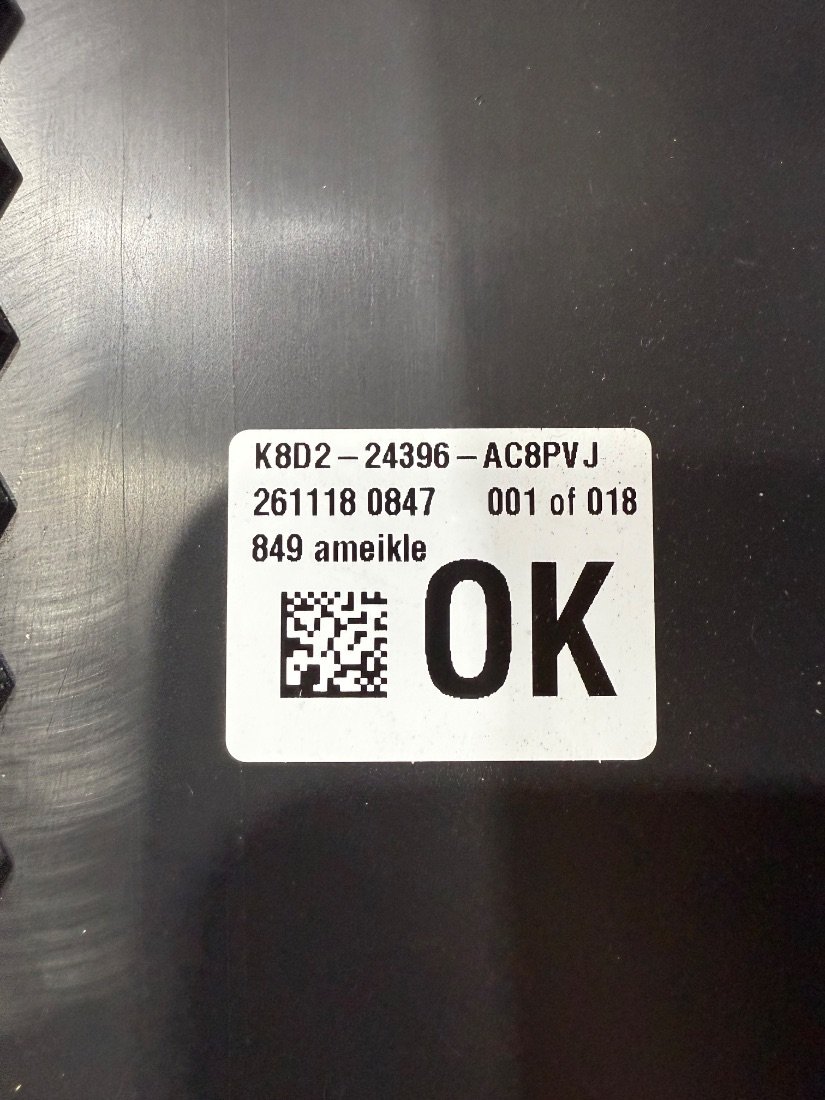 K8D2-24396-AC8PVJ
261118 0847 001 of 018
849 ameikle
OK